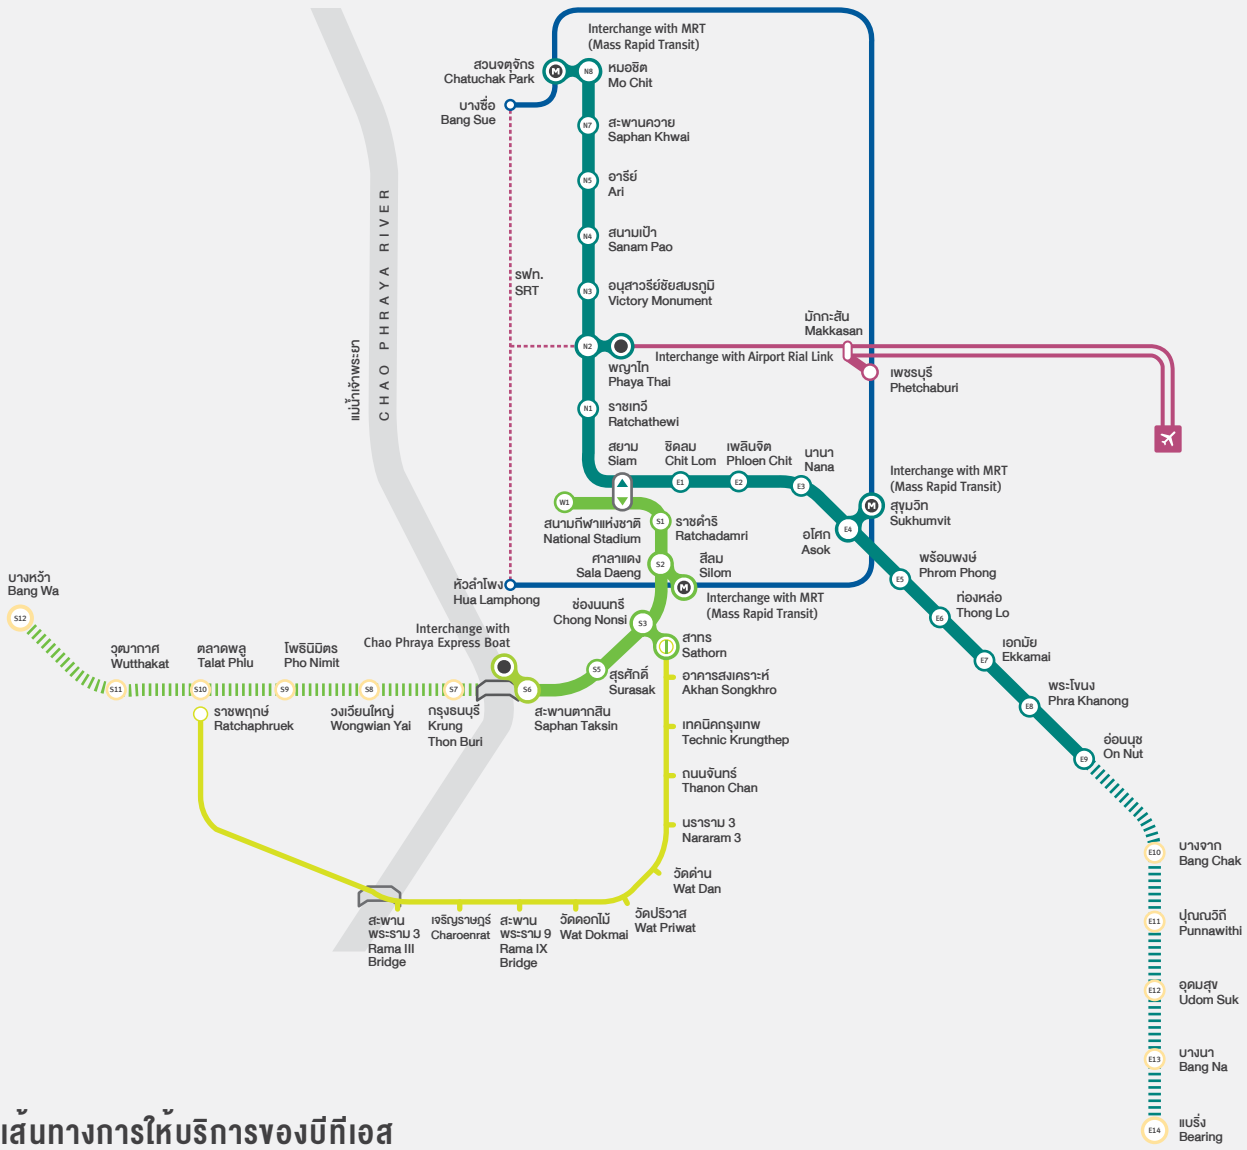 Interchange with MRT
(Mass Rapid Transit)
สวนจตุจักร
Chatuchak Park
M
N8
หมอชิต
Mo Chit
บางซื่อ
Bang Sue
N7
สะพานควาย
Saphan Khwai
N5
อารีย์
Ari
N4
สนามเป้า
Sanam Pao
รฟท.
SRT
N3
อนุสาวรีย์ชัยสมรภูมิ
Victory Monument
แม่น้ำเจ้าพระยา
CHAO PHRAYA RIVER
N2
พญาไท
Phaya Thai
Interchange with Airport Rial Link
มักกะสัน
Makkasan
เพชรบุรี
Phetchaburi
N1
ราชเทวี
Ratchathewi
สยาม
Siam
ชิดลม
Chit Lom
E1
เพลินจิต
Phloen Chit
E2
นานา
Nana
E3
Interchange with MRT
(Mass Rapid Transit)
M
สุขุมวิท
Sukhumvit
W1
สนามกีฬาแห่งชาติ
National Stadium
S1
ราชดำริ
Ratchadamri
E4
อโศก
Asok
ศาลาแดง
Sala Daeng
S2
สีลม
Silom
M
Interchange with MRT
(Mass Rapid Transit)
E5
พร้อมพงษ์
Phrom Phong
หัวลำโพง
Hua Lamphong
E6
ทองหล่อ
Thong Lo
ช่องนนทรี
Chong Nonsi
S3
สาทร
Sathorn
E7
เอกมัย
Ekkamai
บางหว้า
Bang Wa
S12
Interchange with
Chao Phraya Express Boat
วุฒากาศ
Wutthakat
S11
ตลาดพลู
Talat Phlu
S10
โพธินิมิตร
Pho Nimit
S9
S8
วงเวียนใหญ่
Wongwian Yai
S7
กรุงธนบุรี
Krung
Thon Buri
S6
สะพานตากสิน
Saphan Taksin
S5
สุรศักดิ์
Surasak
อาคารสงเคราะห์
Akhan Songkhro
E8
พระโขนง
Phra Khanong
ราชพฤกษ์
Ratchaphruek
เทคนิคกรุงเทพ
Technic Krungthep
E9
อ่อนนุช
On Nut
ถนนจันทร์
Thanon Chan
นราราม 3
Nararam 3
E10
บางจาก
Bang Chak
วัดด่าน
Wat Dan
วัดปริวาส
Wat Priwat
สะพาน
พระราม 3
Rama III
Bridge
เจริญราษฎร์
Charoenrat
สะพาน
พระราม 9
Rama IX
Bridge
วัดดอกไม้
Wat Dokmai
E11
ปุณณวิถี
Punnawithi
E12
อุดมสุข
Udom Suk
E13
บางนา
Bang Na
E14
แบริ่ง
Bearing
เส้นทางการให้บริการของบีทีเอส